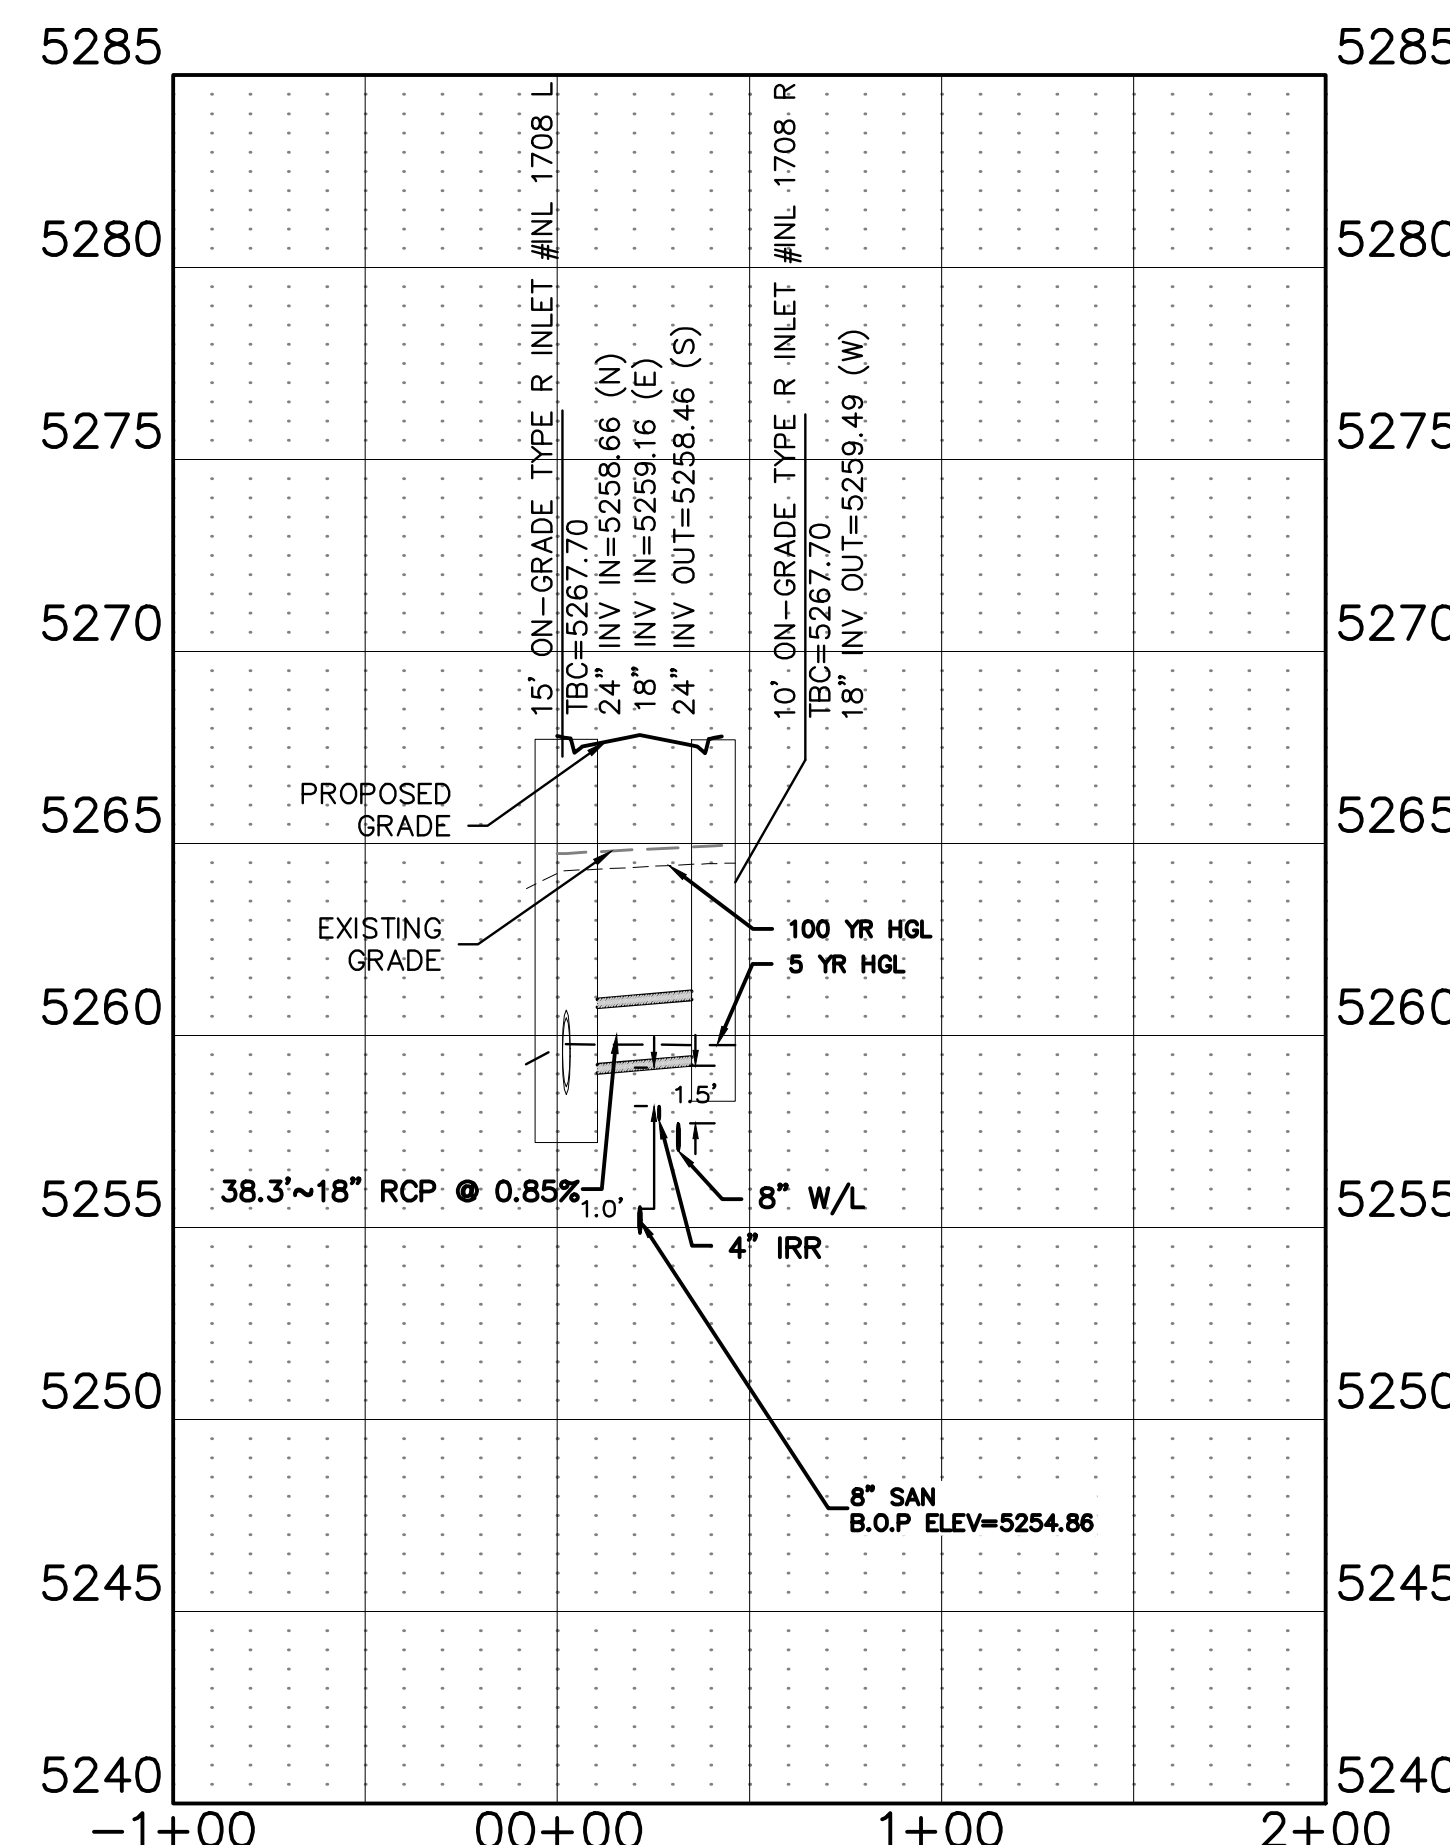 5285
5285
5280
5280
5275
5275
5270
5270
5265
5265
5260
5260
5255
5255
5250
5250
5245
5245
5240
5240
-1+00
00+00
1+00
2+00
15' ON-GRADE TYPE R INLET #INL 1708 L
TBC=5267.70
24" INV IN=5258.66 (N)
18" INV IN=5259.16 (E)
24" INV OUT=5258.46 (S)
10' ON-GRADE TYPE R INLET #INL 1708 R
TBC=5267.70
18" INV OUT=5259.49 (W)
PROPOSED
GRADE
EXISTING
GRADE
100 YR HGL
5 YR HGL
1.5'
38.3'~18" RCP @ 0.85%
1.0'
8" W/L
4" IRR
8" SAN
B.O.P ELEV=5254.86